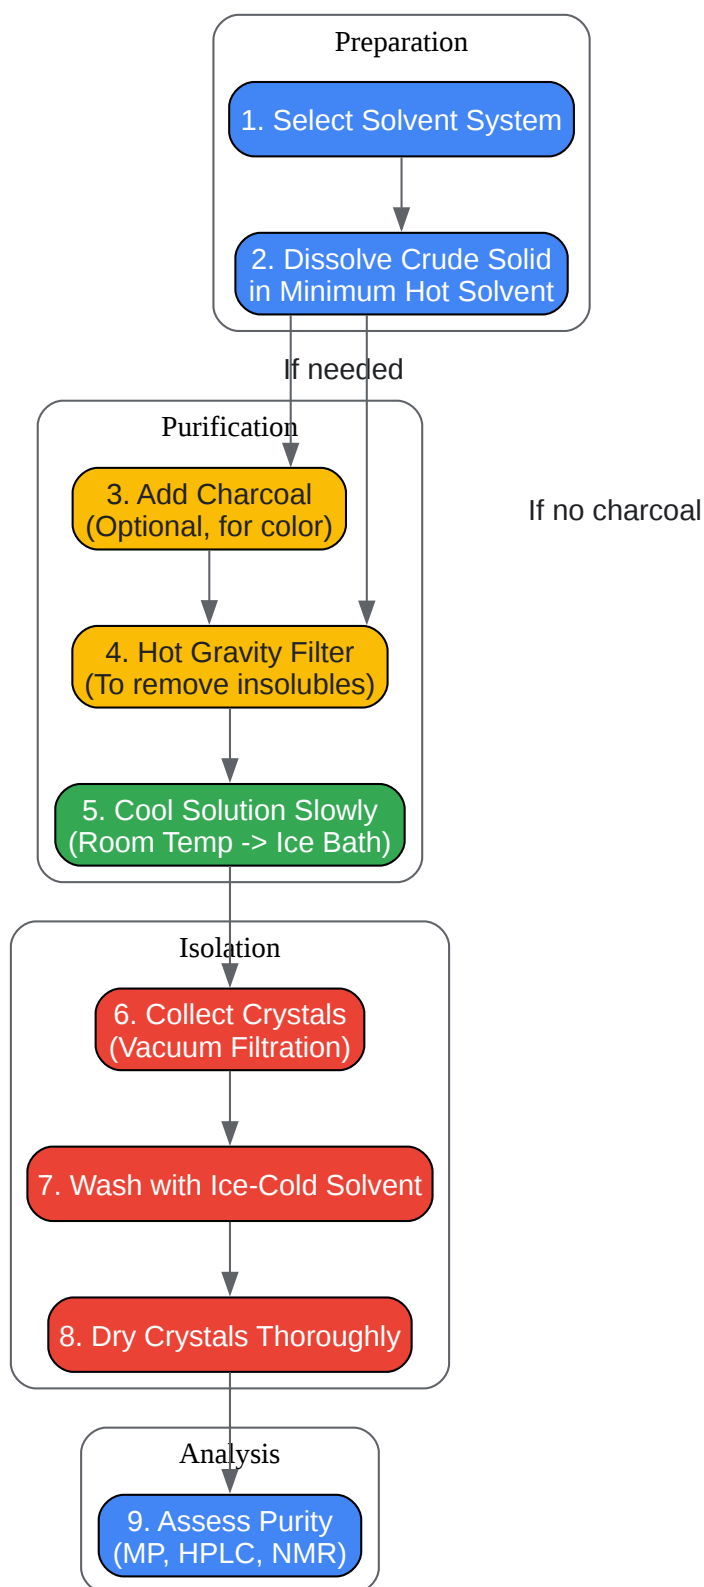 Preparation
1. Select Solvent System
2. Dissolve Crude Solid
in Minimum Hot Solvent
If needed
Purification
3. Add Charcoal
(Optional, for color)
If no charcoal
4. Hot Gravity Filter
(To remove insolubles)
5. Cool Solution Slowly
(Room Temp -> Ice Bath)
Isolation
6. Collect Crystals
(Vacuum Filtration)
7. Wash with Ice-Cold Solvent
8. Dry Crystals Thoroughly
Analysis
9. Assess Purity
(MP, HPLC, NMR)